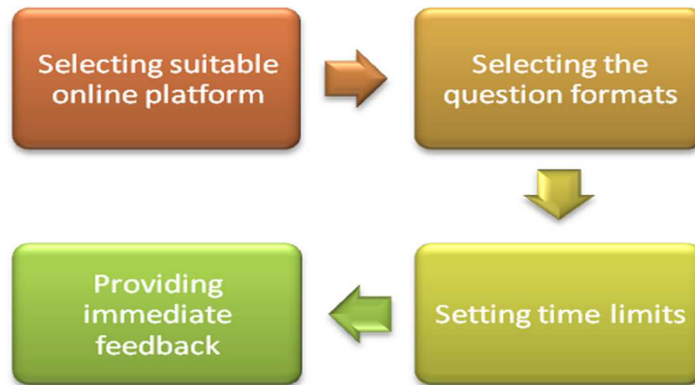 Selecting suitable
online platform
Selecting the
question formats
Setting time limits
Providing
immediate
feedback